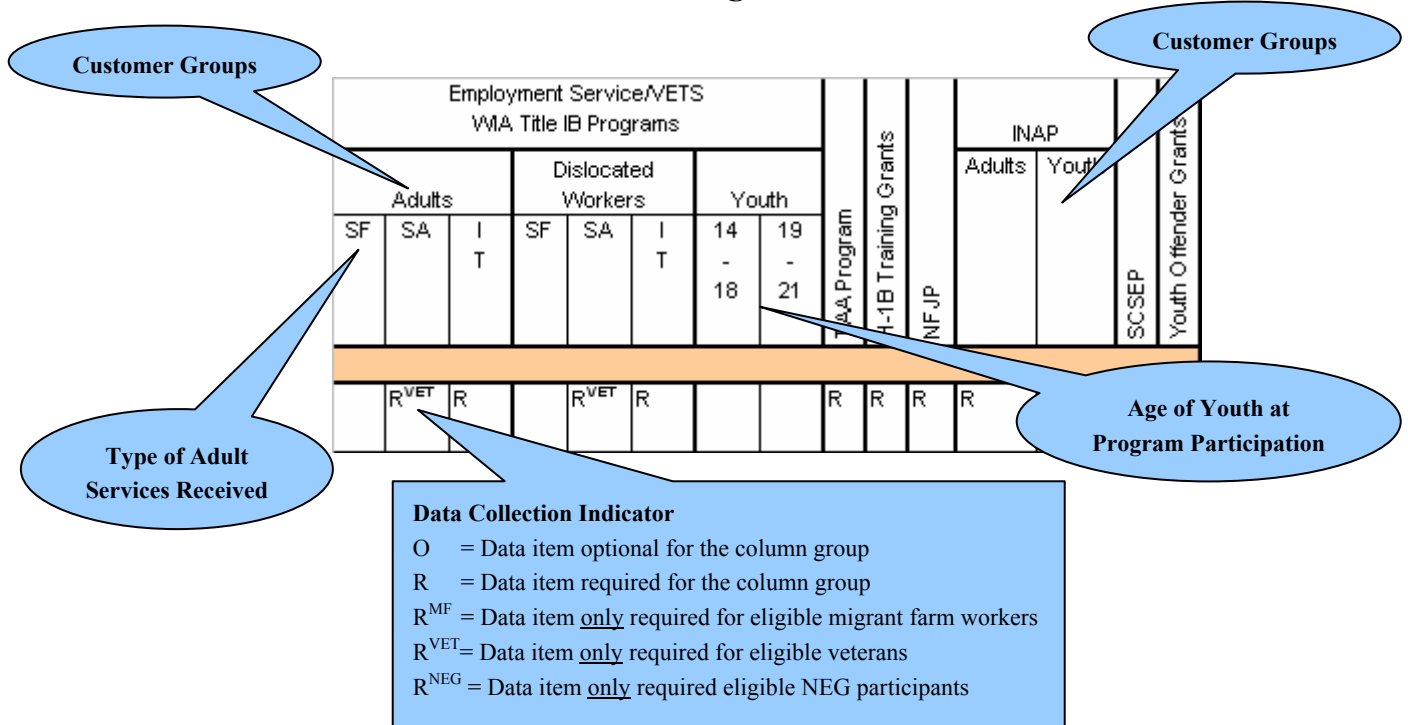 Customer Groups
Customer Groups
Employment Service/VETS
WIA Title IB Programs
Adults
Dislocated
Workers
Youth
SF SA I T
SF SA I T
14 - 18
19 - 21
TAA Program
H-1B Training Grants
NFJP
INAP
Adults Youth
SCSEP
Youth Offender Grants
R^VET R R^VET R R R R R
Type of Adult
Services Received
Age of Youth at
Program Participation
Data Collection Indicator
O = Data item optional for the column group
R = Data item required for the column group
R^MF = Data item only required for eligible migrant farm workers
R^VET= Data item only required for eligible veterans
R^NEG = Data item only required eligible NEG participants